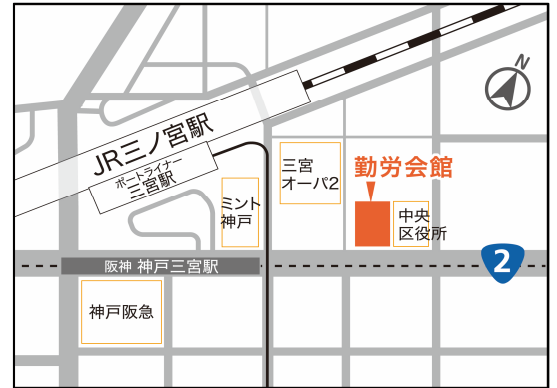 N
JR三ノ宮駅
ポートライナー
三宮駅
三宮
オーパ2
勤労会館
ミント
神戸
中央
区役所
阪神 神戸三宮駅
2
神戸阪急